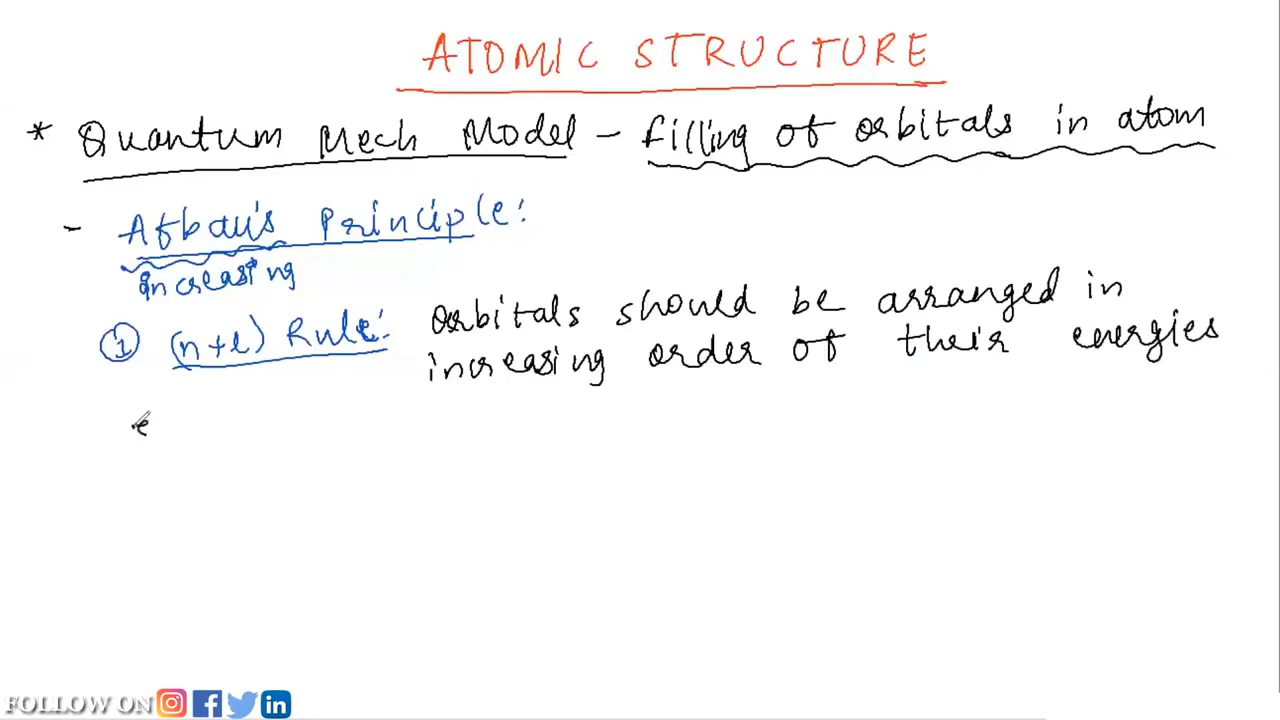 ATOMIC STRUCTURE
* Quantum Mech Model - filling of orbitals in atom
- Afbau's Principle:
increasing
① (n+l) Rule: Orbitals should be arranged in
increasing order of their energies
e
FOLLOW ON